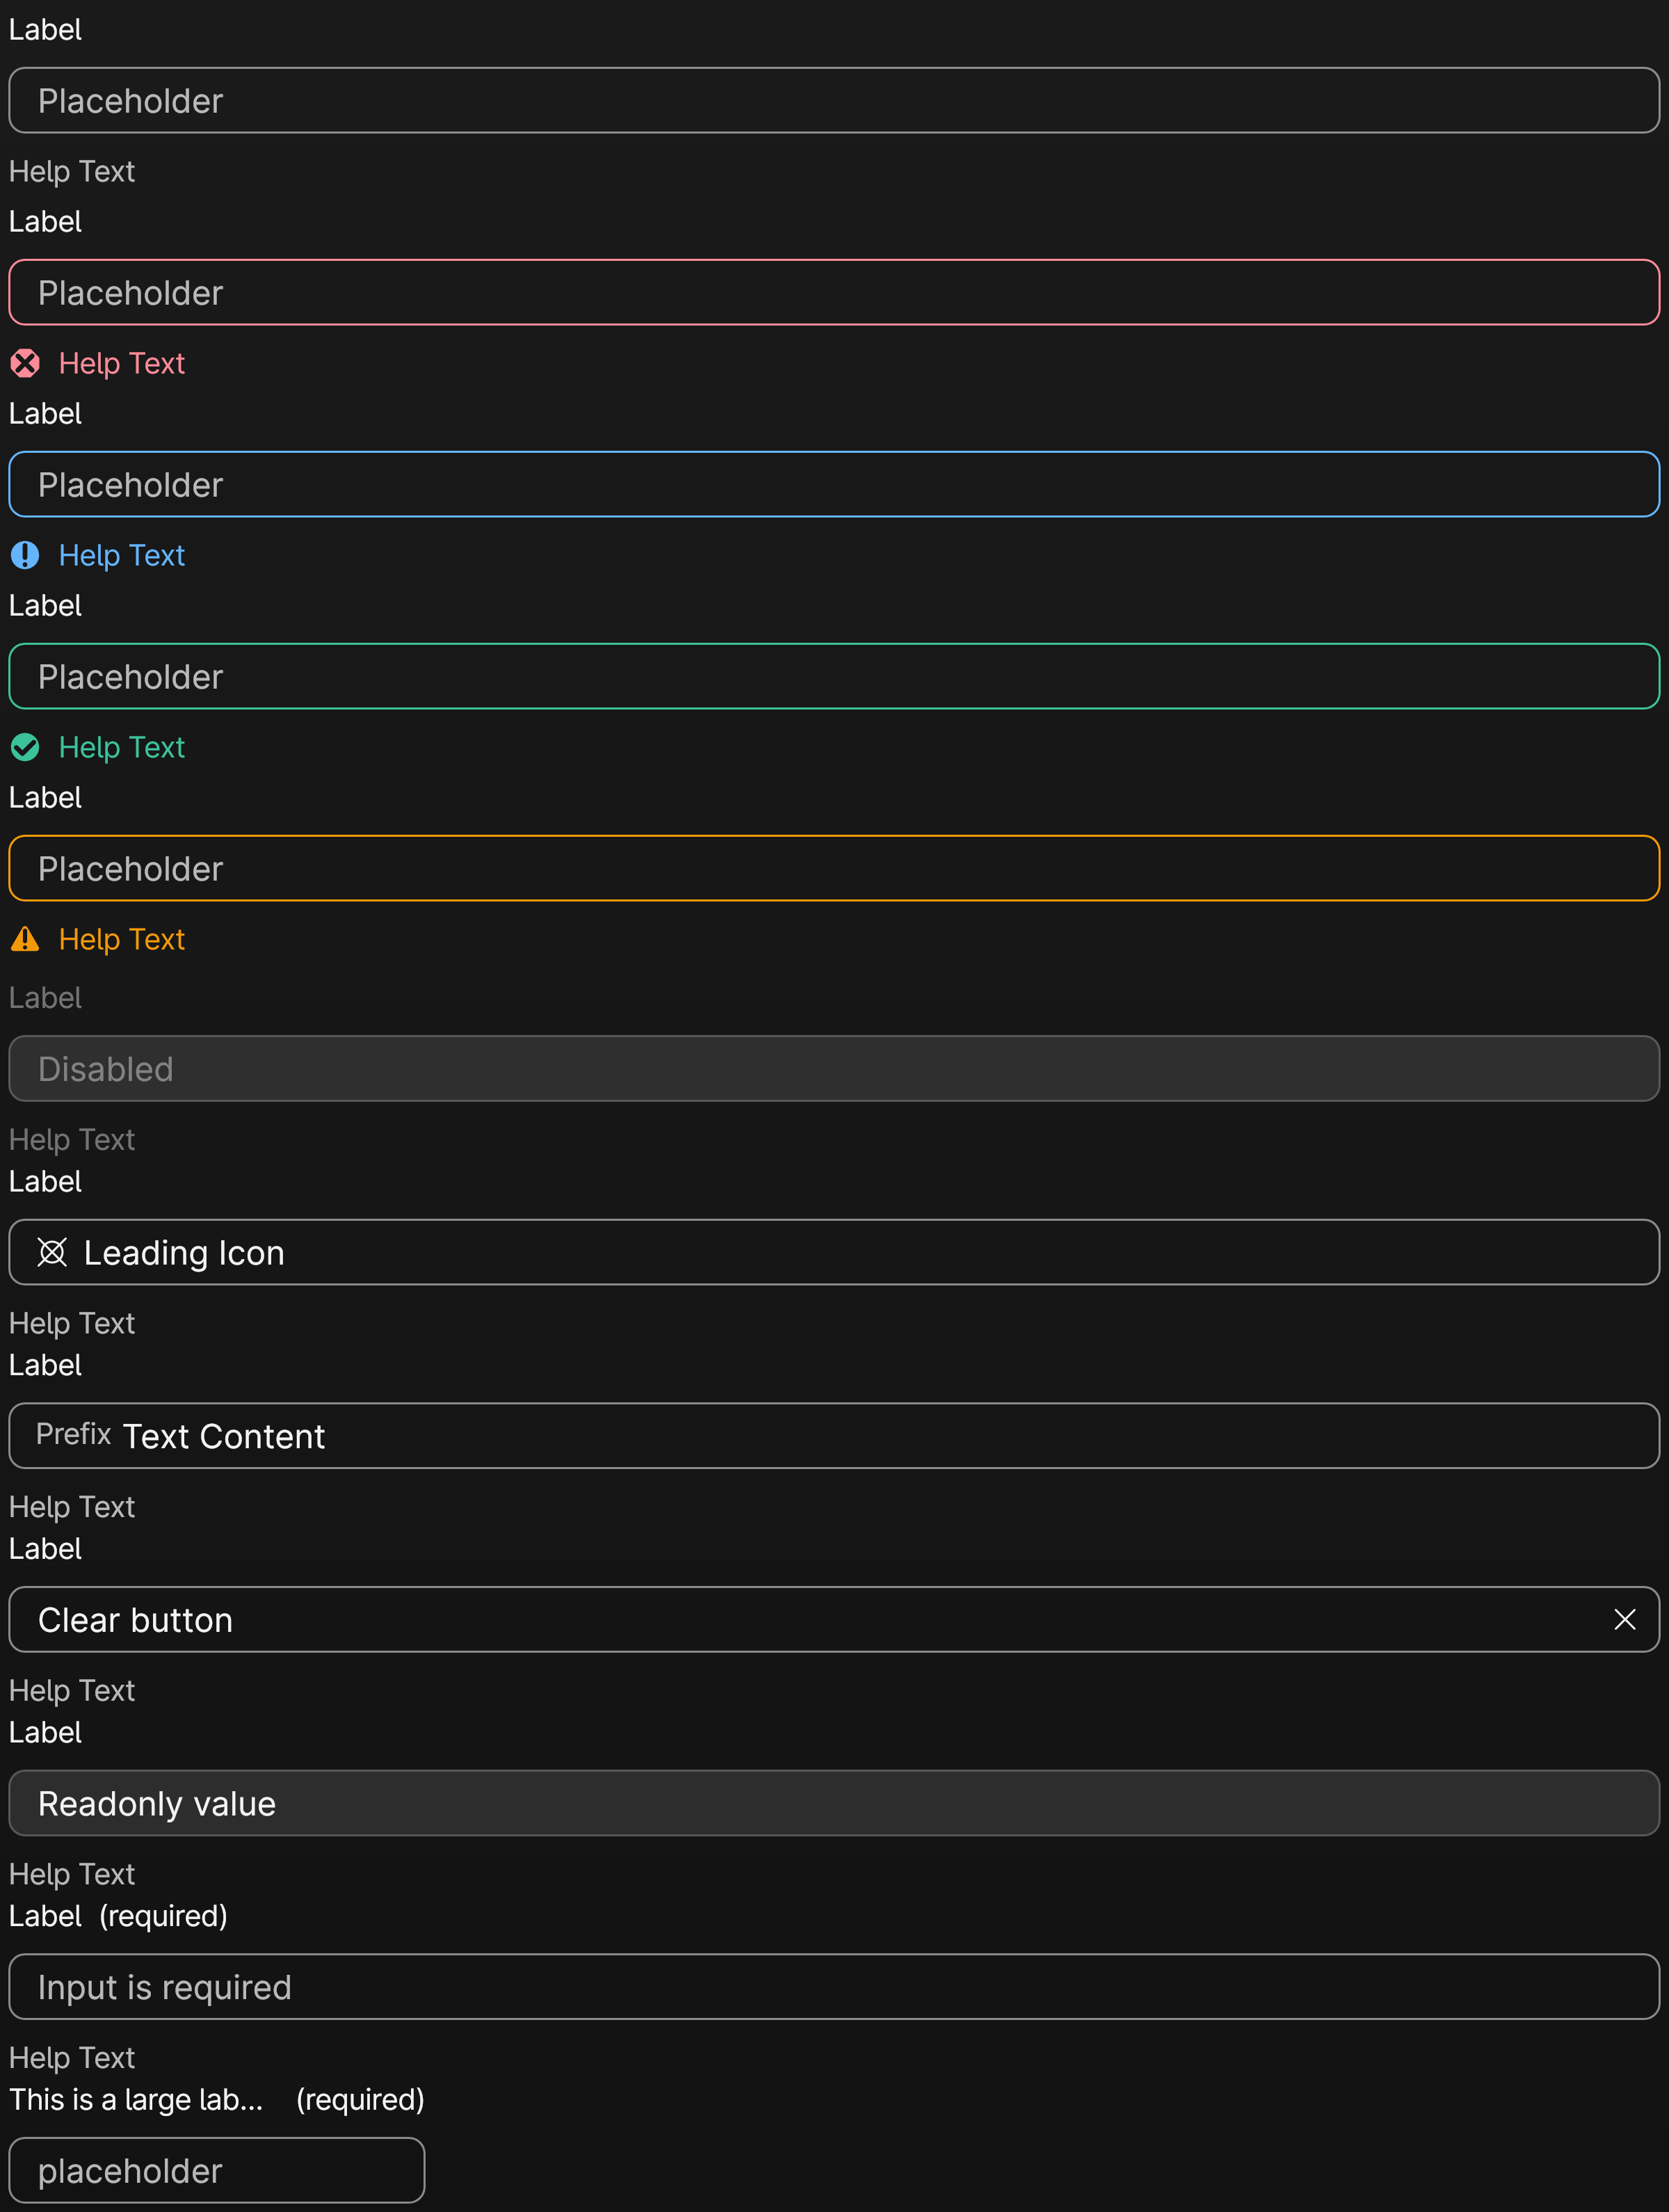 Label
Placeholder
Help Text
Label
Placeholder
Help Text
Label
Placeholder
Help Text
Label
Placeholder
Help Text
Label
Placeholder
Help Text
Label
Disabled
Help Text
Label
Leading Icon
Help Text
Label
Prefix Text Content
Help Text
Label
Clear button
Help Text
Label
Readonly value
Help Text
Label (required)
Input is required
Help Text
This is a large lab... (required)
placeholder